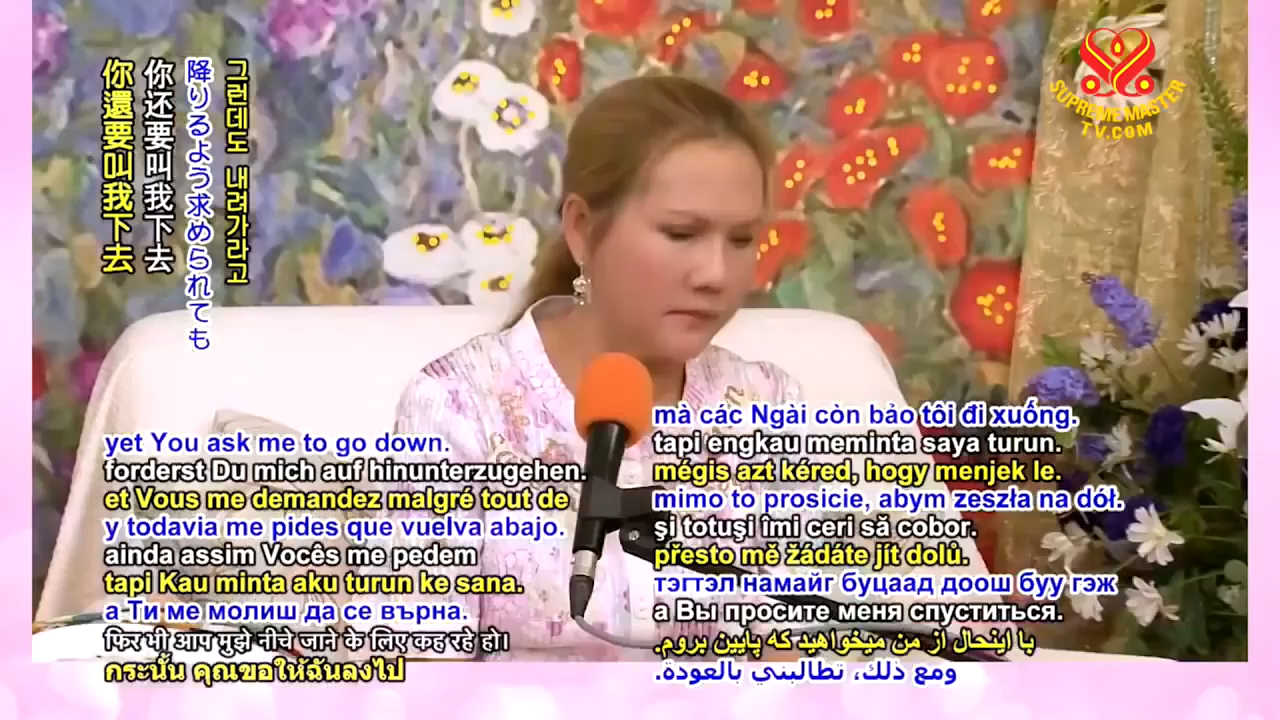 SUPREME MASTER
TV.COM
그런데도 내려가라고
降りるよう求められても
你还要叫我下去
你還要叫我下去
yet You ask me to go down.
forderst Du mich auf hinunterzugehen.
et Vous me demandez malgré tout de
y todavia me pides que vuelva abajo.
ainda assim Vocês me pedem
tapi Kau minta aku turun ke sana.
а Ти ме молиш да се върна.
फिर भी आप मुझे नीचे जाने के लिए कह रहे हो।
กระนั้น คุณขอให้ฉันลงไป
mà các Ngài còn bảo tôi đi xuống.
tapi engkau meminta saya turun.
mégis azt kéred, hogy menjek le.
mimo to prosicie, abym zeszła na dół.
şi totuşi îmi ceri să cobor.
přesto mě žádáte jít dolů.
тэгтэл намайг буцаад доош буу гэж
а Вы просите меня спуститься.
با اینحال از من میخواهید که پایین بروم.
ومع ذلك، تطالبني بالعودة.